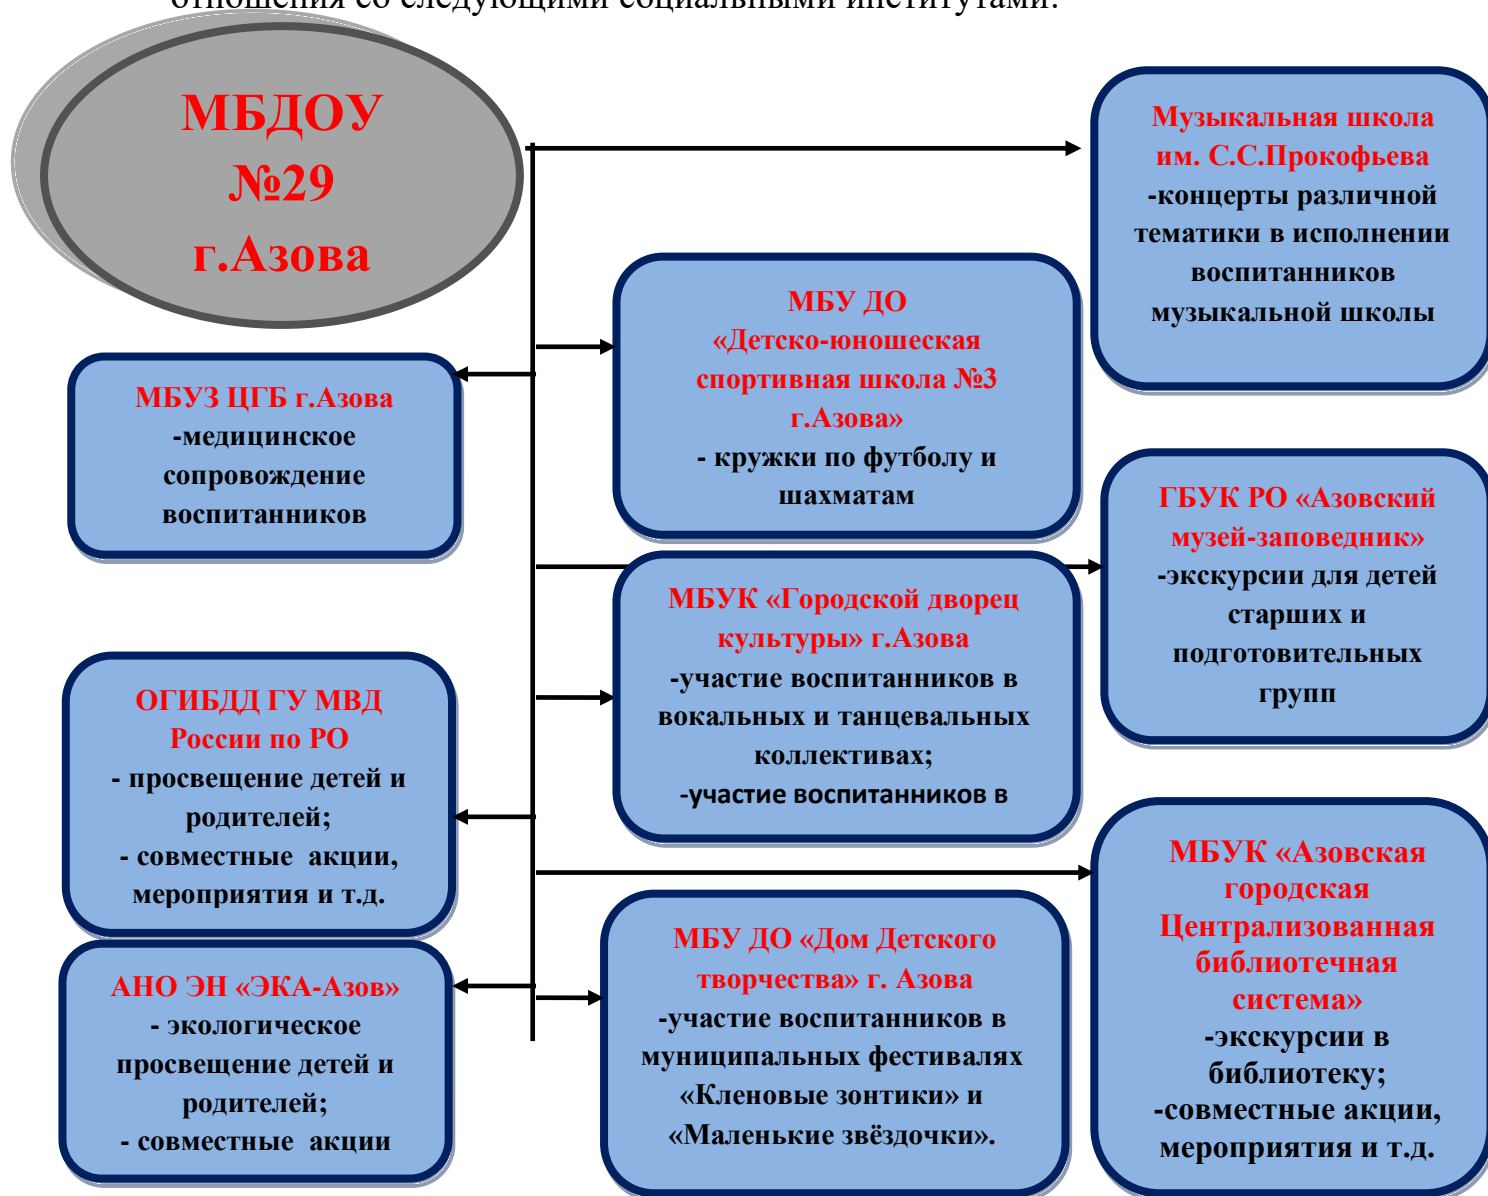 отношения со следующими социальными институтами:
МБДОУ
№29
г.Азова
Музыкальная школа
им. С.С.Прокофьева
-концерты различной
тематики в исполнении
воспитанников
музыкальной школы
МБУ ДО
«Детско-юношеская
спортивная школа №3
г.Азова»
- кружки по футболу и
шахматам
МБУЗ ЦГБ г.Азова
-медицинское
сопровождение
воспитанников
ГБУК РО «Азовский
музей-заповедник»
-экскурсии для детей
старших и
подготовительных
групп
МБУК «Городской дворец
культуры» г.Азова
-участие воспитанников в
вокальных и танцевальных
коллективах;
-участие воспитанников в
ОГИБДД ГУ МВД
России по РО
- просвещение детей и
родителей;
- совместные  акции,
мероприятия и т.д.
МБУК «Азовская
городская
Централизованная
библиотечная
система»
-экскурсии в
библиотеку;
-совместные акции,
мероприятия и т.д.
МБУ ДО «Дом Детского
творчества» г. Азова
-участие воспитанников в
муниципальных фестивалях
«Кленовые зонтики» и
«Маленькие звёздочки».
АНО ЭН «ЭКА-Азов»
- экологическое
просвещение детей и
родителей;
- совместные  акции